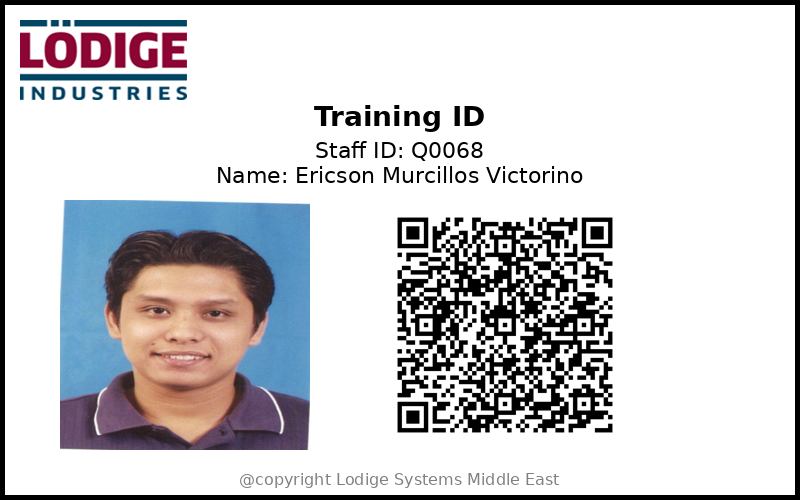 LÖDIGE
INDUSTRIES
Training ID
Staff ID: Q0068
Name: Ericson Murcillos Victorino
@copyright Lodige Systems Middle East